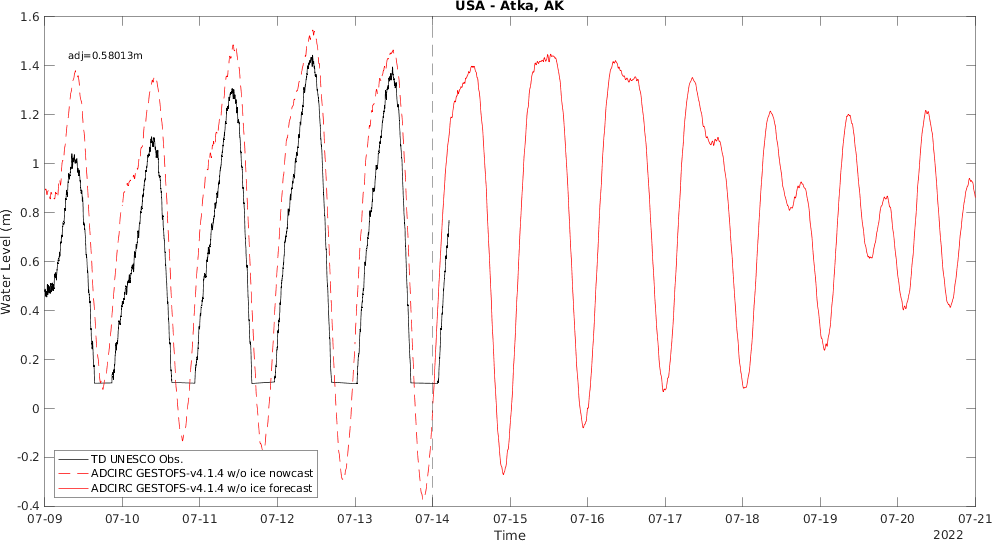 USA - Atka, AK
1.6
1.4
1.2
1
0.8
0.6
0.4
0.2
0
-0.2
-0.4
Water Level (m)
adj=0.58013m
TD UNESCO Obs.
ADCIRC GESTOFS-v4.1.4 w/o ice nowcast
ADCIRC GESTOFS-v4.1.4 w/o ice forecast
07-09 07-10 07-11 07-12 07-13 07-14 07-15 07-16 07-17 07-18 07-19 07-20 07-21
Time
2022